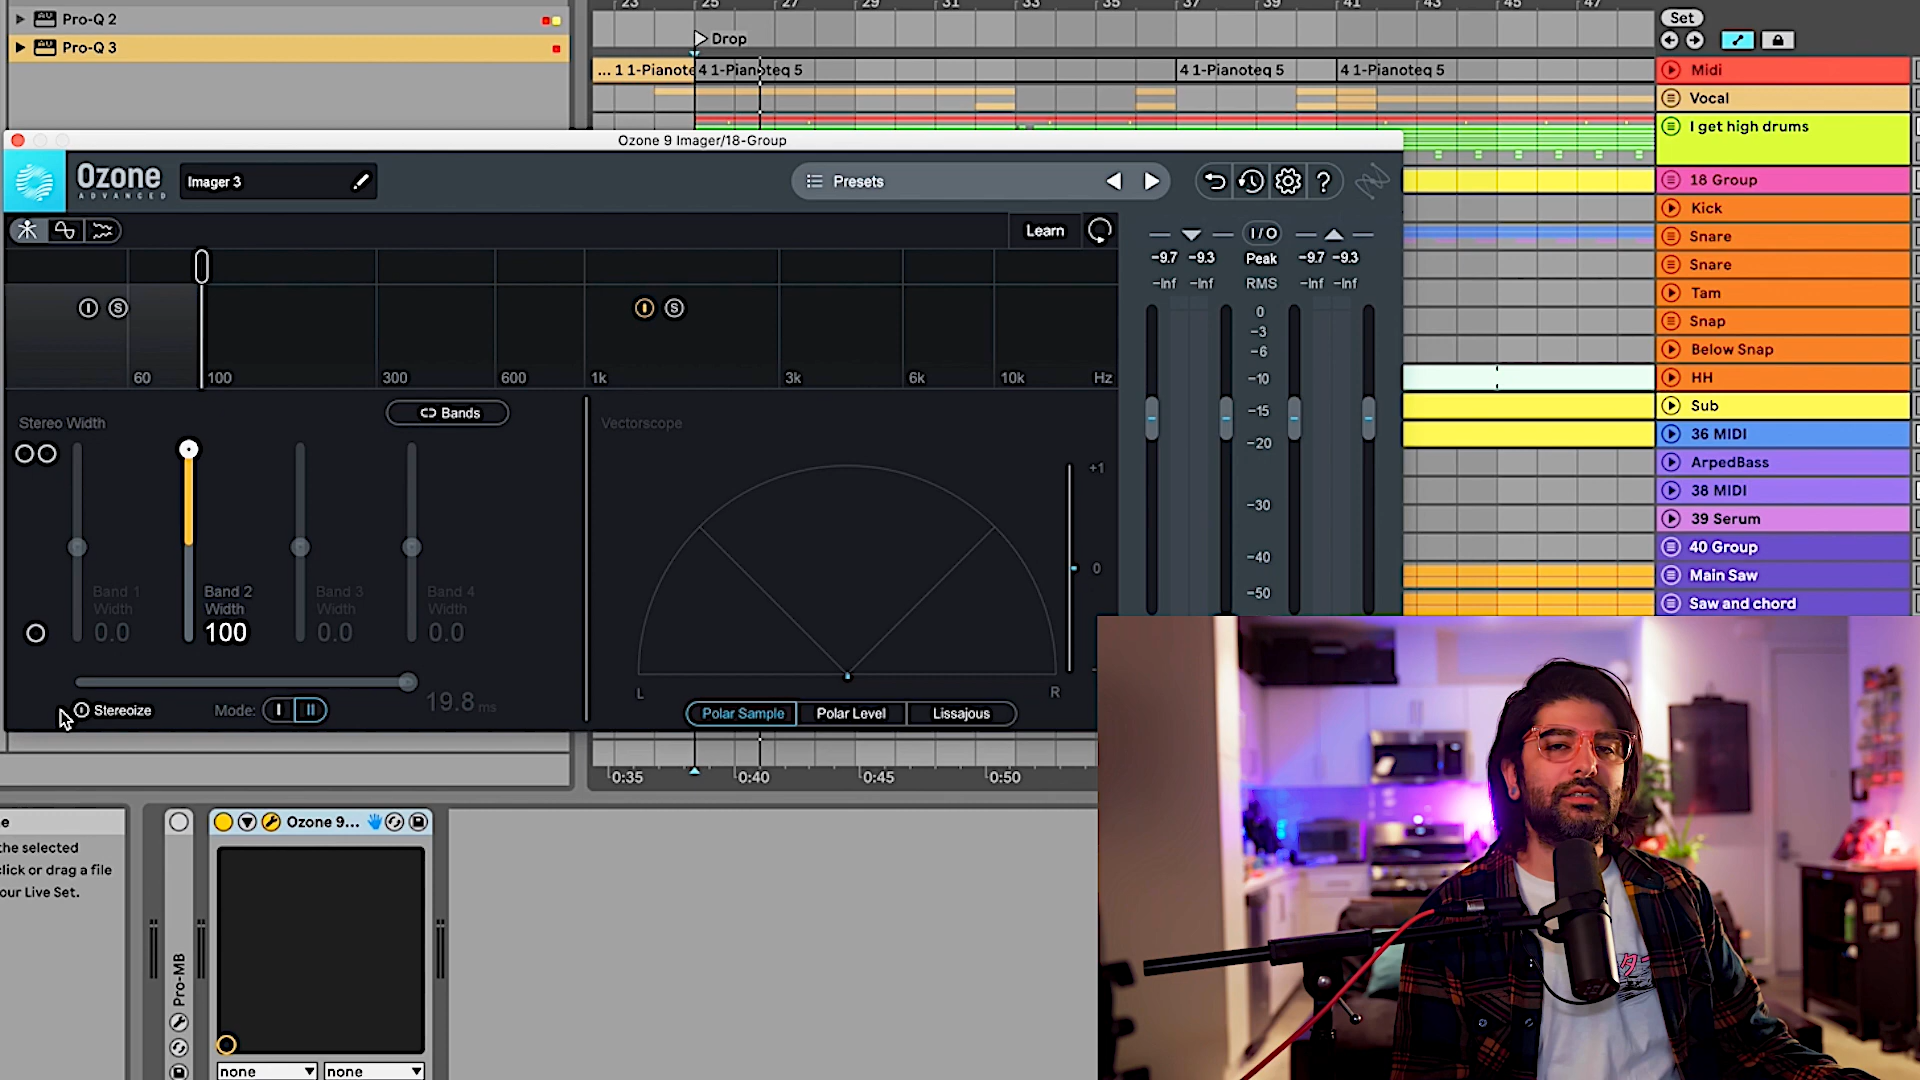 Pro-Q 2
Pro-Q 3
23 25 27 29 31 33 35 37 39 41 43 45 47
Drop
... 1 1-Pianote 4 1-Pianoteq 5 4 1-Pianoteq 5 4 1-Pianoteq 5
Set
Midi
Vocal
I get high drums
18 Group
Kick
Snare
Snare
Tam
Snap
Below Snap
HH
Sub
36 MIDI
ArpedBass
38 MIDI
39 Serum
40 Group
Main Saw
Saw and chord
Ozone 9 Imager/18-Group
Ozone
ADVANCED
Imager 3
Presets
?
Learn
I/O
-9.7 -9.3 Peak -9.7 -9.3
-Inf -Inf RMS -Inf -Inf
I S I S
60 100 300 600 1k 3k 6k 10k Hz
0
-3
-6
-10
-15
-20
-30
-40
-50
Stereo Width
Bands
Band 1 Width 0.0
Band 2 Width 100
Band 3 Width 0.0
Band 4 Width 0.0
19.8 ms
Stereoize
Mode: I II
Vectorscope
+1
0
L R
Polar Sample Polar Level Lissajous
0:35 0:40 0:45 0:50
e
the selected
click or drag a file
our Live Set.
Pro-MB
Ozone 9...
none none